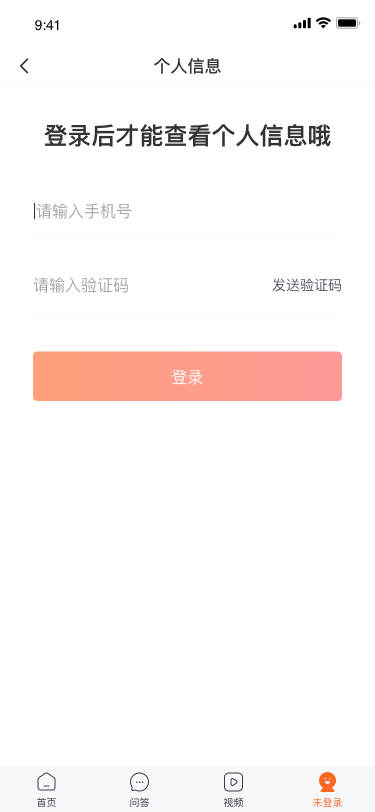 9:41
个人信息
登录后才能查看个人信息哦
请输入手机号
请输入验证码 发送验证码
登录
首页 问答 视频 未登录